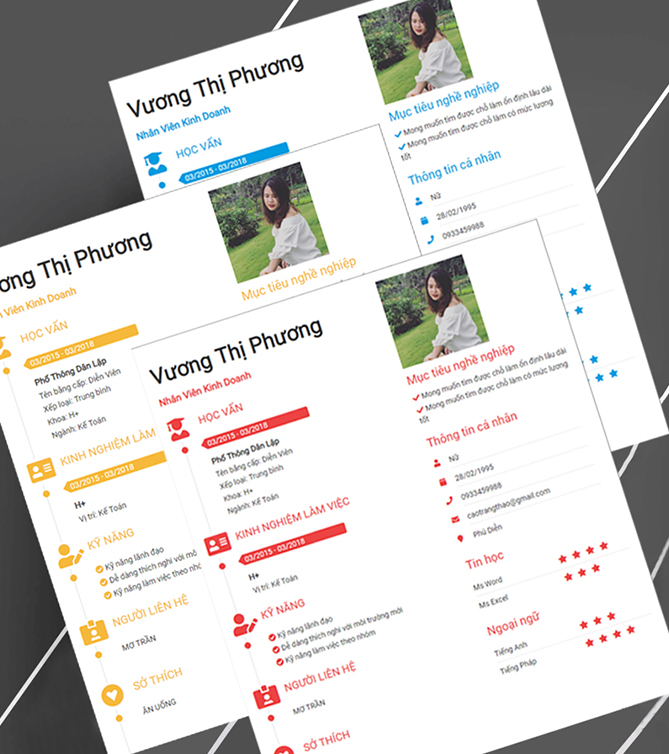 Vương Thị Phương
Nhân Viên Kinh Doanh
HỌC VẤN
03/2015 - 03/2018
Mục tiêu nghề nghiệp
Mong muốn tìm được chỗ làm ổn định lâu dài
Mong muốn tìm được chỗ làm có mức lương
tốt
Thông tin cá nhân
Nữ
28/02/1995
0933459988
Thị Phương
Viên Kinh Doanh
HỌC VẤN
03/2015 - 03/2018
Phổ Thông Dân Lập
Tên bằng cấp: Diễn Viên
Xếp loại: Trung bình
Khoa: H+
Ngành: Kế Toán
KINH NGHIỆM LÀM
03/2015 - 03/2018
H+
Vị trí: Kế Toán
KỸ NĂNG
Kỹ năng lãnh đạo
Dễ dàng thích nghi với mô
Kỹ năng làm việc theo
NGƯỜI LIÊN HỆ
MƠ TRẦN
SỞ THÍCH
ĂN UỐNG
Mục tiêu nghề nghiệp
Vương Thị Phương
Nhân Viên Kinh Doanh
HỌC VẤN
03/2015 - 03/2018
Phổ Thông Dân Lập
Tên bằng cấp: Diễn Viên
Xếp loại: Trung bình
Khoa: H+
Ngành: Kế Toán
KINH NGHIỆM LÀM VIỆC
03/2015 - 03/2018
H+
Vị trí: Kế Toán
KỸ NĂNG
Kỹ năng lãnh đạo
Dễ dàng thích nghi với môi trường mới
Kỹ năng làm việc theo nhóm
NGƯỜI LIÊN HỆ
MƠ TRẦN
SỞ THÍCH
Mục tiêu nghề nghiệp
Mong muốn tìm được chỗ làm ổn định lâu dài
Mong muốn tìm được chỗ làm có mức lương
tốt
Thông tin cá nhân
Nữ
28/02/1995
0933459988
caotrangthao@gmail.com
Phú Diễn
Tin học
Ms Word
Ms Excel
Ngoại ngữ
Tiếng Anh
Tiếng Pháp